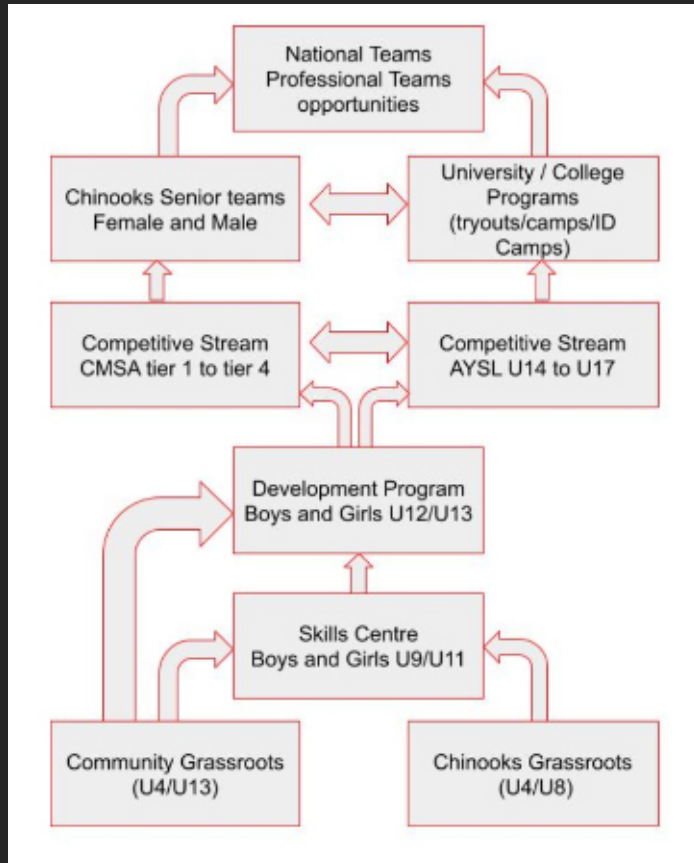 National Teams
Professional Teams
opportunities
Chinooks Senior teams
Female and Male
University / College
Programs
(tryouts/camps/ID
Camps)
Competitive Stream
CMSA tier 1 to tier 4
Competitive Stream
AYSL U14 to U17
Development Program
Boys and Girls U12/U13
Skills Centre
Boys and Girls U9/U11
Community Grassroots
(U4/U13)
Chinooks Grassroots
(U4/U8)